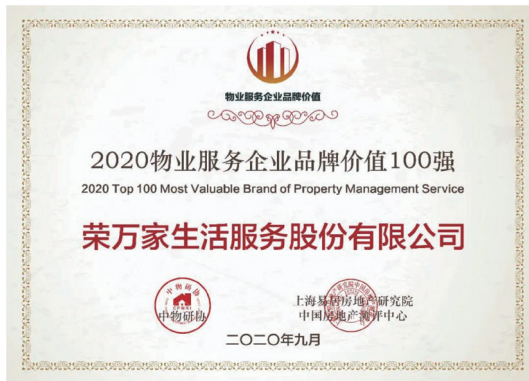 物业服务企业品牌价值
2020物业服务企业品牌价值100强
2020 Top 100 Most Valuable Brand of Property Management Service
荣万家生活服务股份有限公司
中物研协
上海易居房地产研究院
中国房地产测评中心
二〇二〇年九月